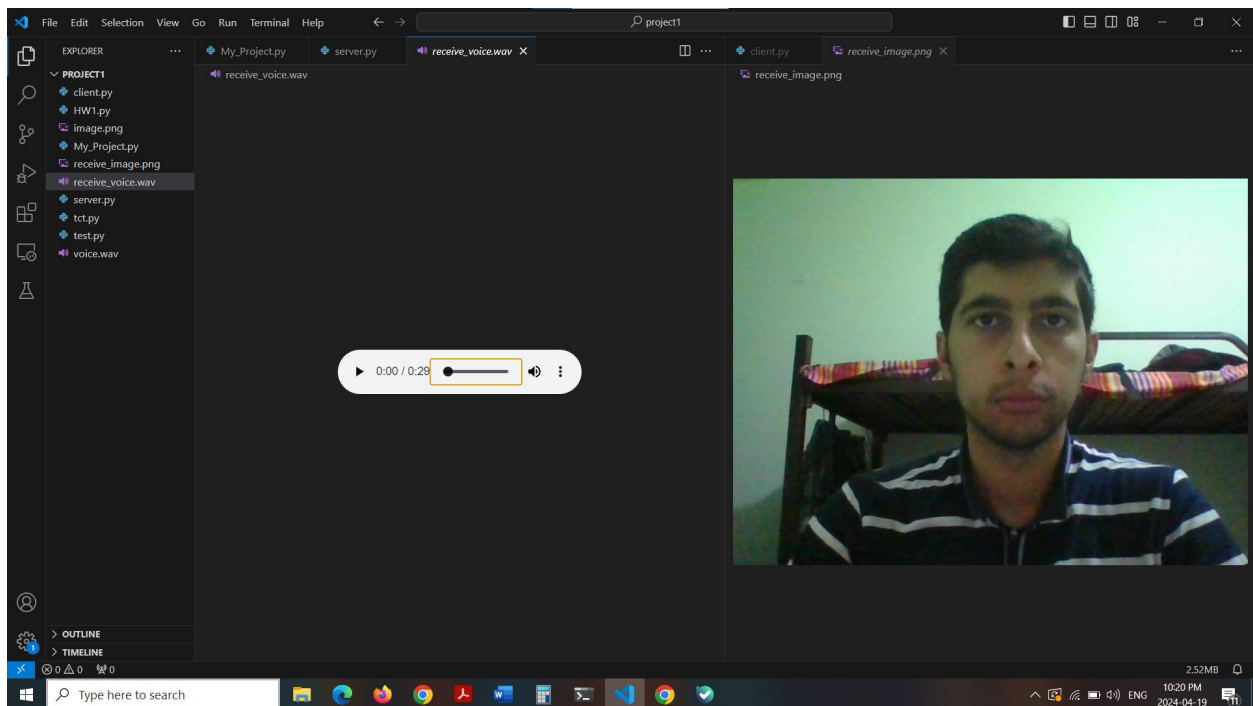 File Edit Selection View Go Run Terminal Help
project1
EXPLORER
PROJECT1
client.py
HW1.py
image.png
My_Project.py
receive_image.png
receive_voice.wav
server.py
tct.py
test.py
voice.wav
OUTLINE
TIMELINE
My_Project.py server.py receive_voice.wav
receive_voice.wav
0:00 / 0:29
client.py receive_image.png
receive_image.png
0 0 0
2.52MB
Type here to search
ENG
10:20 PM
2024-04-19